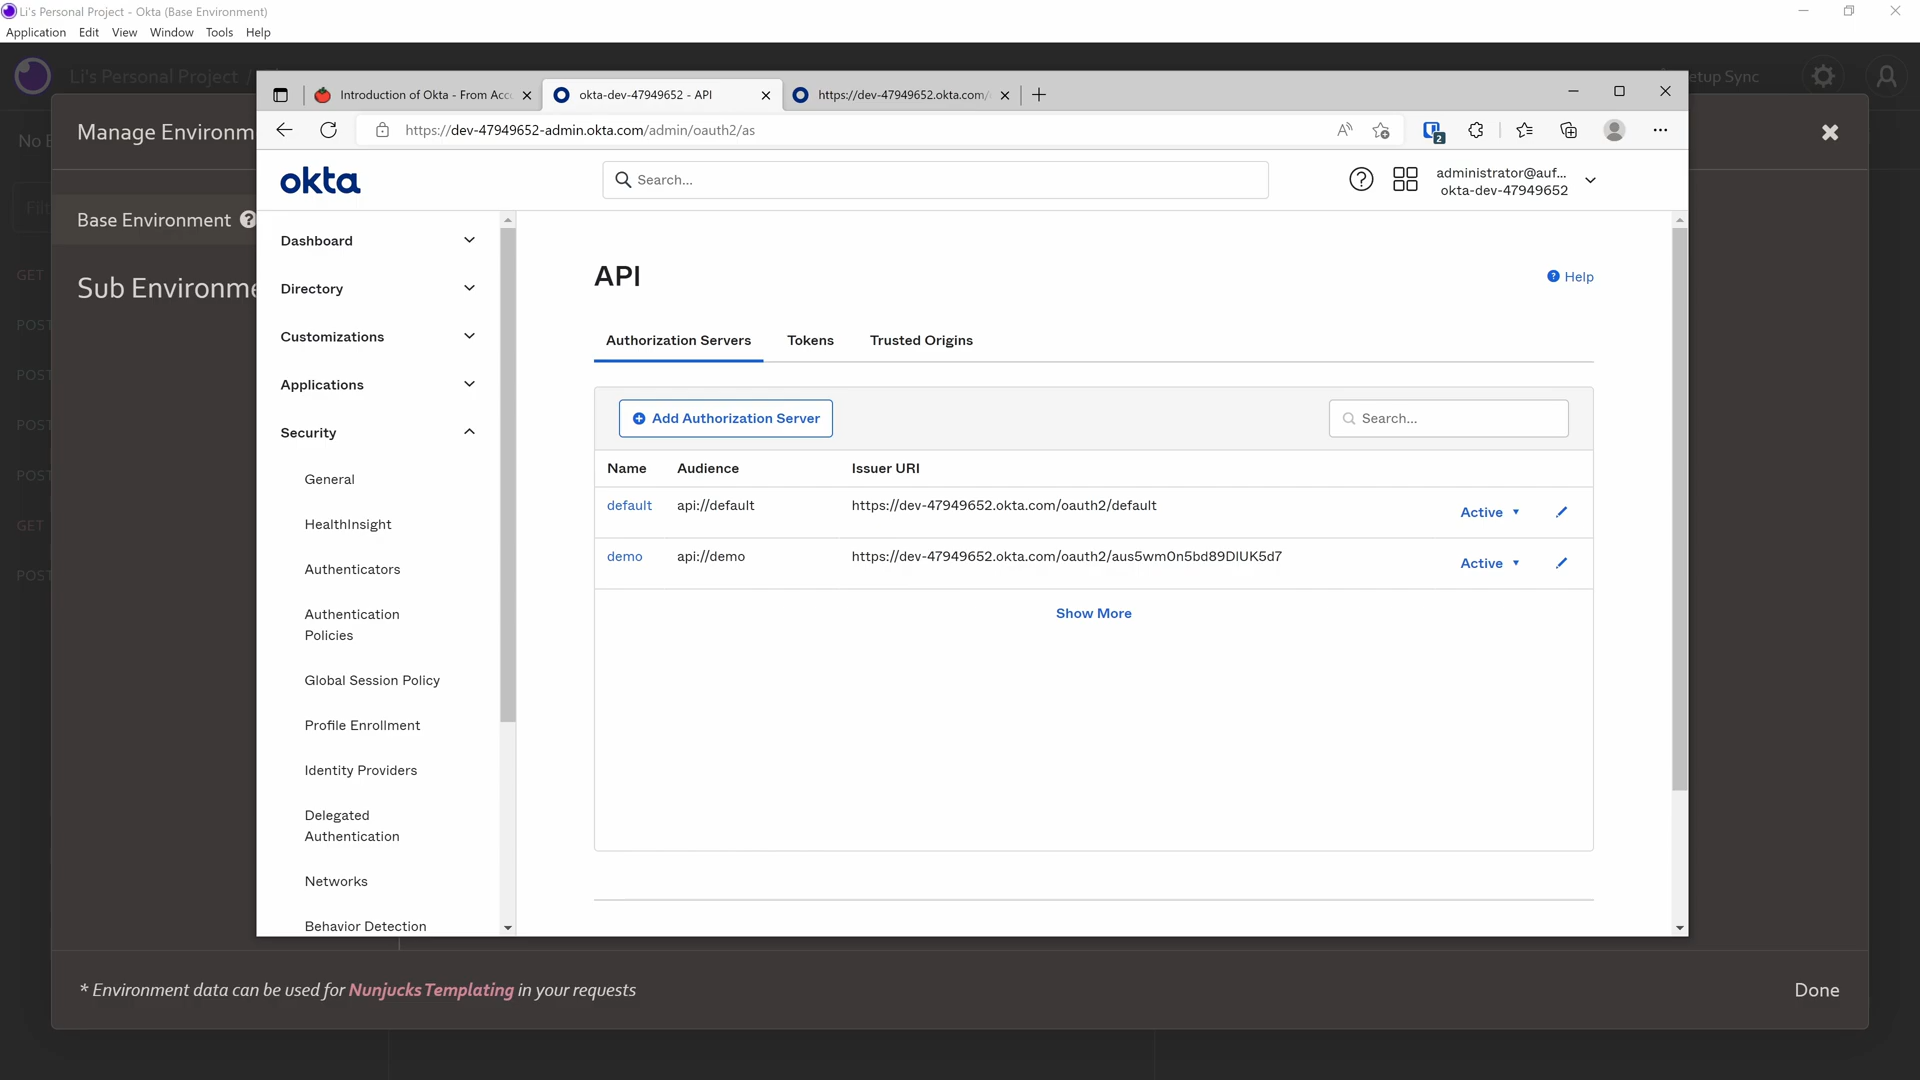 Li's Personal Project - Okta (Base Environment)
Application Edit View Window Tools Help
Li's Personal Project /
etup Sync
Introduction of Okta - From Acc
okta-dev-47949652 - API
https://dev-47949652.okta.com/
Manage Environm
https://dev-47949652-admin.okta.com/admin/oauth2/as
2
okta
Search...
administrator@auf...
okta-dev-47949652
Base Environment
Sub Environme
GET
POST
POST
POST
POST
GET
POST
Dashboard
Directory
Customizations
Applications
Security
General
HealthInsight
Authenticators
Authentication
Policies
Global Session Policy
Profile Enrollment
Identity Providers
Delegated
Authentication
Networks
Behavior Detection
API
Help
Authorization Servers Tokens Trusted Origins
Add Authorization Server
Search...
Name Audience Issuer URI
default api://default https://dev-47949652.okta.com/oauth2/default Active
demo api://demo https://dev-47949652.okta.com/oauth2/aus5wm0n5bd89DIUK5d7 Active
Show More
* Environment data can be used for Nunjucks Templating in your requests
Done